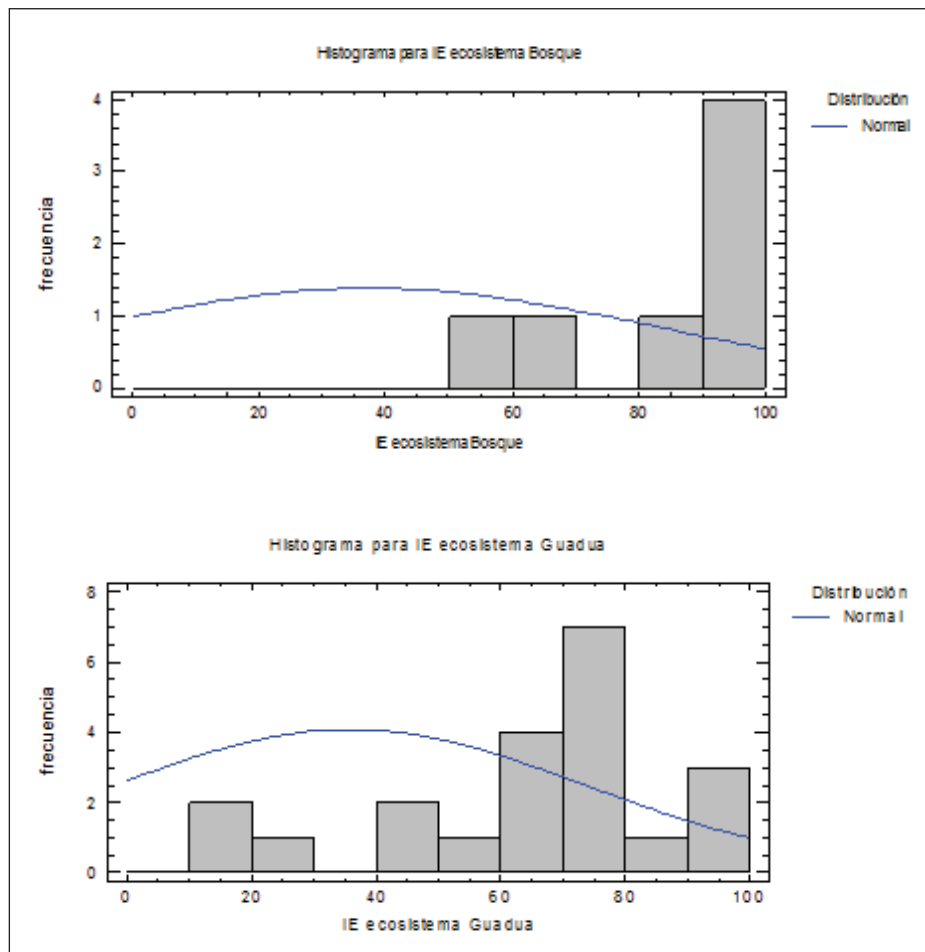 Histograma para IE ecosistema Bosque
Distribución
Normal
frecuencia
4
3
2
1
0
0 20 40 60 80 100
IE ecosistema Bosque
Histograma para IE ecosistema Guadua
Distribución
Normal
frecuencia
8
6
4
2
0
0 20 40 60 80 100
IE ecosistema Guadua